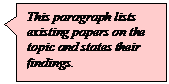 This paragraph lists
existing papers on the
topic and states their
findings.